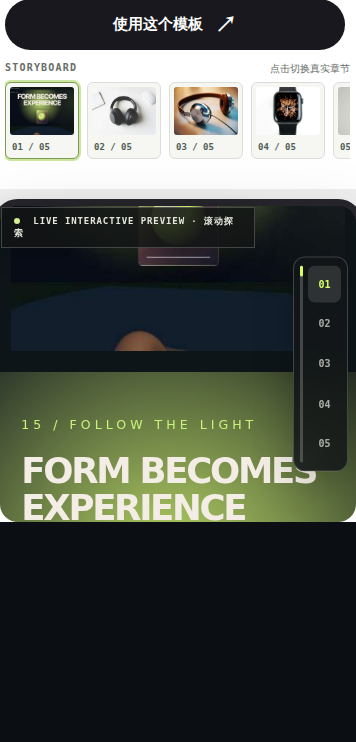 使用这个模板 ↗
STORYBOARD
点击切换真实章节
FORM BECOMES
EXPERIENCE
01 / 05
02 / 05
03 / 05
04 / 05
05
LIVE INTERACTIVE PREVIEW · 滚动探
索
01
02
03
04
05
15 / FOLLOW THE LIGHT
FORM BECOMES
EXPERIENCE